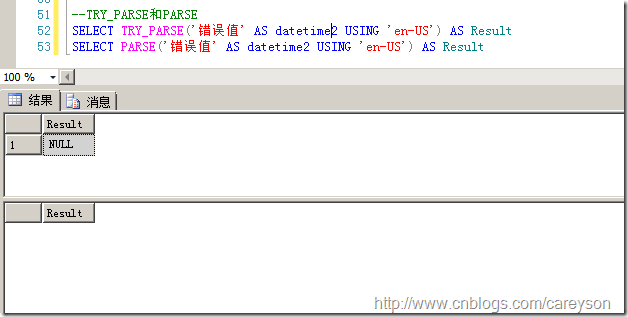 51 --TRY_PARSE和PARSE
52 SELECT TRY_PARSE('错误值' AS datetime2 USING 'en-US') AS Result
53 SELECT PARSE('错误值' AS datetime2 USING 'en-US') AS Result
100 %
结果 消息
Result
1 NULL
Result
http://www.cnblogs.com/careyson